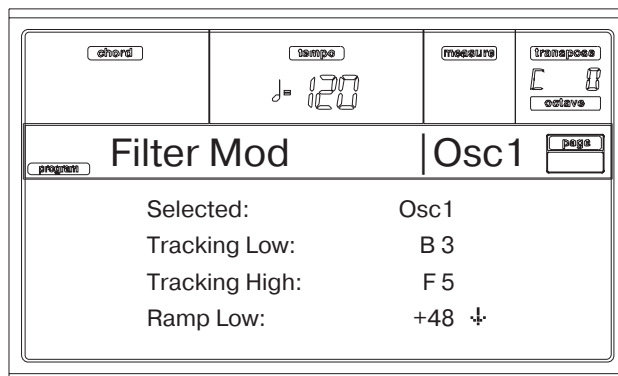 chord tempo measure transpose
♩= 120 C 0
octave
Filter Mod Osc1 page
program
Selected: Osc1
Tracking Low: B 3
Tracking High: F 5
Ramp Low: +48